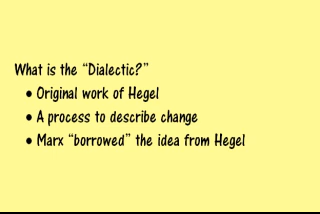 What is the “Dialectic?”
• Original work of Hegel
• A process to describe change
• Marx “borrowed” the idea from Hegel